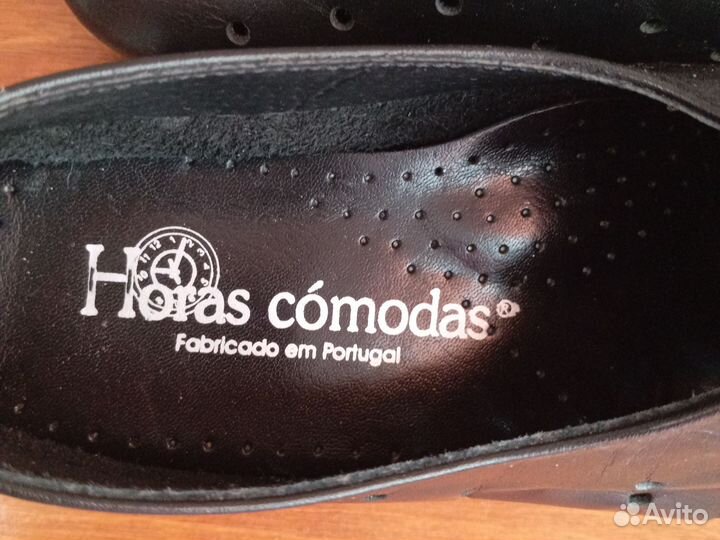 Horas cómodas®
Fabricado em Portugal
Avito